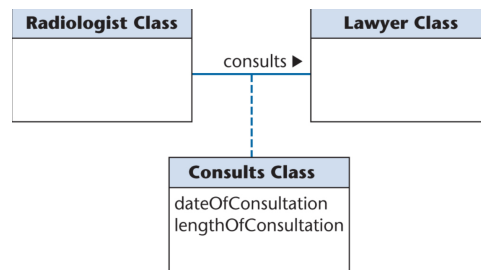 Radiologist Class
Lawyer Class
consults ▶
Consults Class
dateOfConsultation
lengthOfConsultation